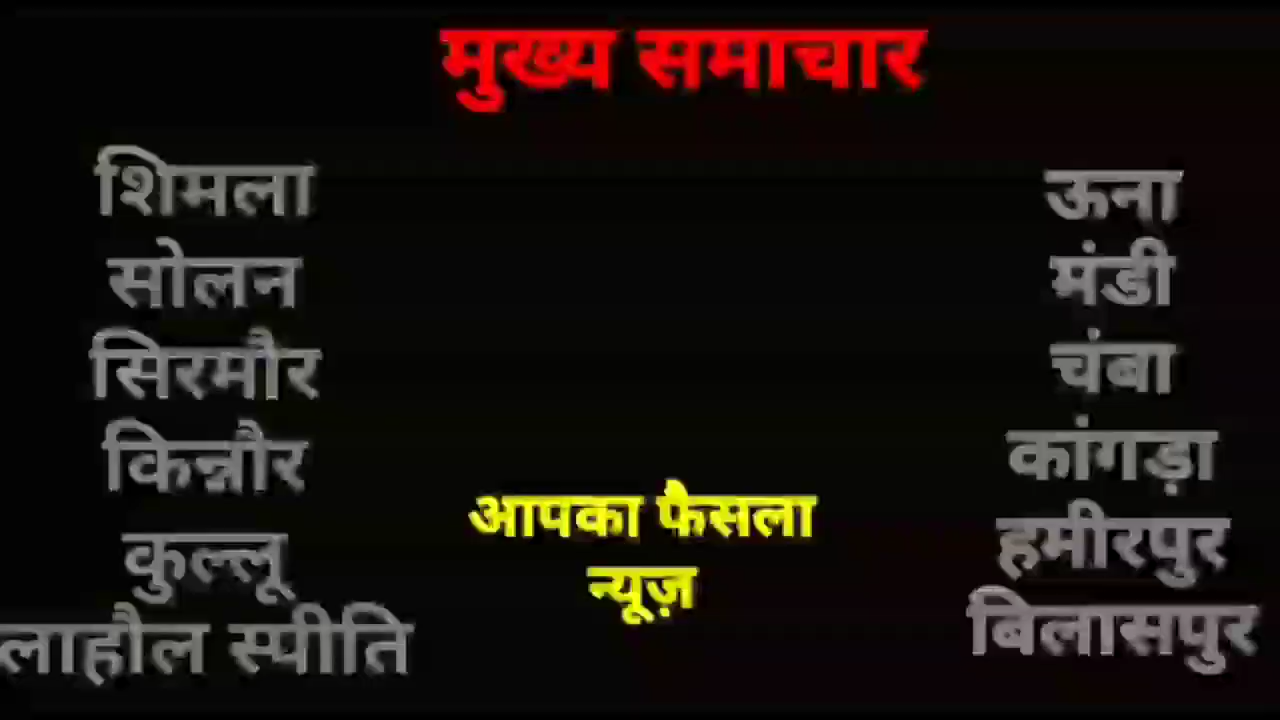 मुख्य समाचार
शिमला
सोलन
सिरमौर
किन्नौर
कुल्लू
लाहौल स्पीति
ऊना
मंडी
चंबा
कांगड़ा
हमीरपुर
बिलासपुर
आपका फैसला
न्यूज़